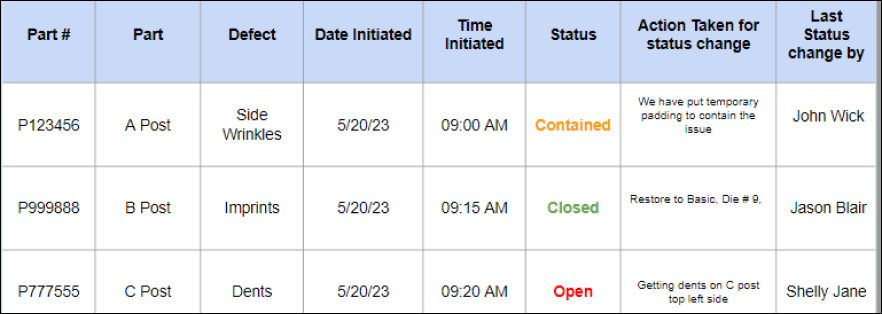 Part # Part Defect Date Initiated Time Initiated Status Action Taken for status change Last Status change by
P123456 A Post Side Wrinkles 5/20/23 09:00 AM Contained We have put temporary padding to contain the issue John Wick
P999888 B Post Imprints 5/20/23 09:15 AM Closed Restore to Basic, Die # 9, Jason Blair
P777555 C Post Dents 5/20/23 09:20 AM Open Getting dents on C post top left side Shelly Jane